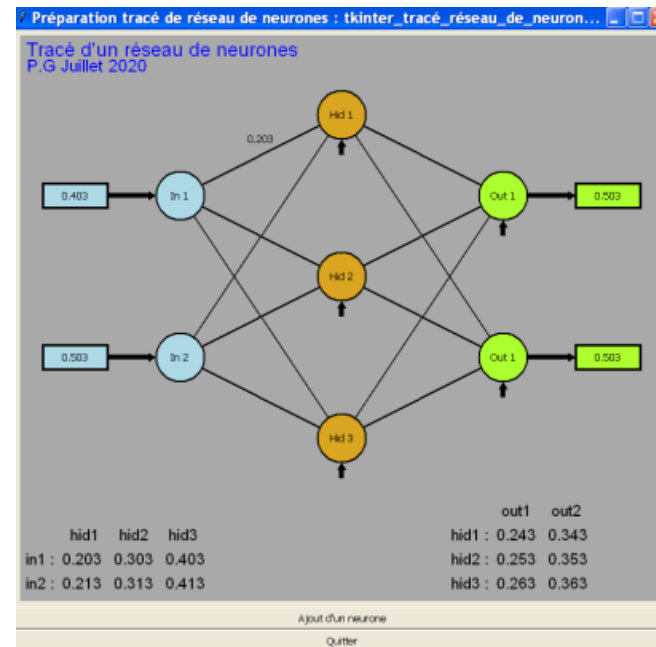 Préparation tracé de réseau de neurones : tkinter_tracé_réseau_de_neuron...
Tracé d'un réseau de neurones
P.G Juillet 2020
Hid 1
0.203
0.403
In 1
Out 1
0.503
Hid 2
0.503
In 2
Out 1
0.503
Hid 3
out1 out2
hid1 hid2 hid3
hid1 : 0.243 0.343
in1 : 0.203 0.303 0.403
hid2 : 0.253 0.353
in2 : 0.213 0.313 0.413
hid3 : 0.263 0.363
Ajout d'un neurone
Quitter